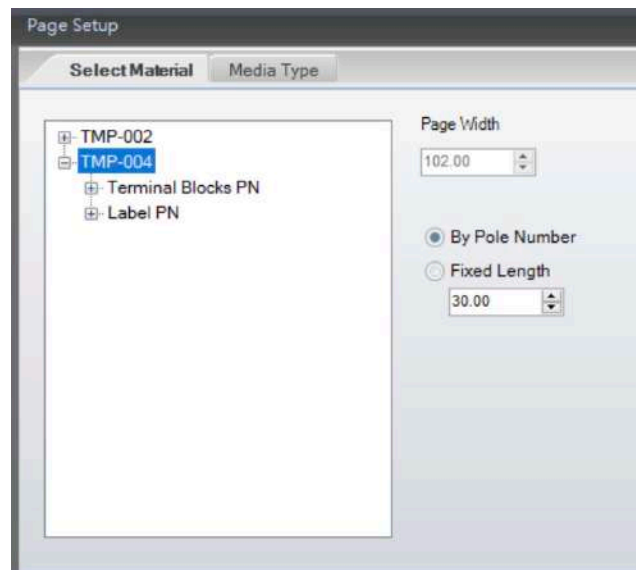 Page Setup
Select Material
Media Type
TMP-002
TMP-004
Terminal Blocks PN
Label PN
Page Width
102.00
By Pole Number
Fixed Length
30.00